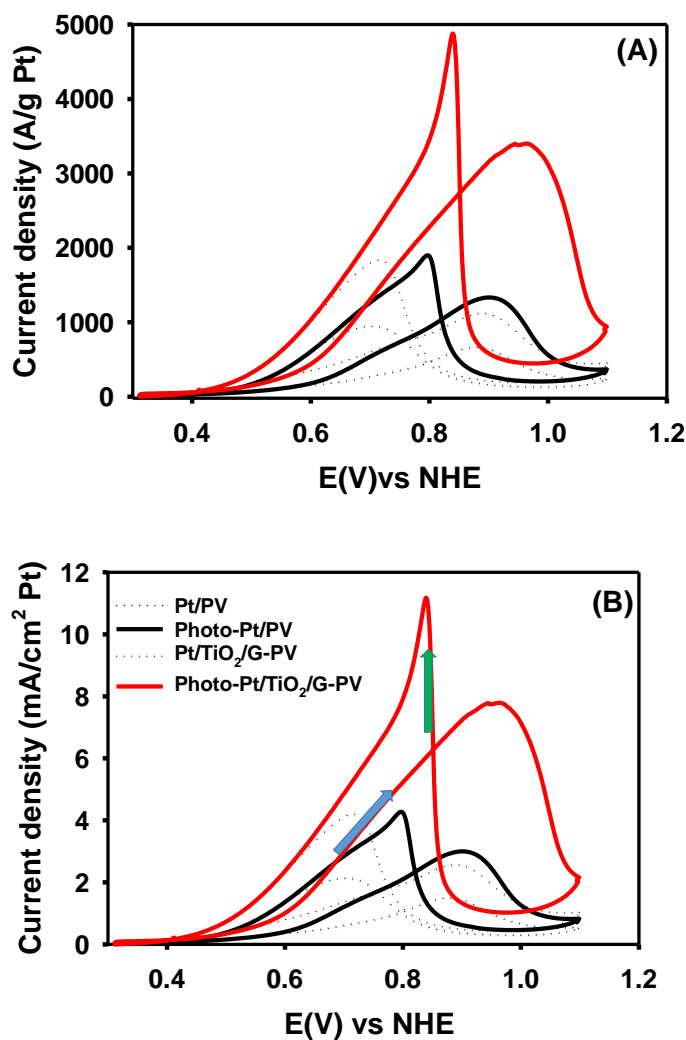 (A)
Current density (A/g Pt)
5000
4000
3000
2000
1000
0
0.4 0.6 0.8 1.0 1.2
E(V)vs NHE
(B)
Current density (mA/cm² Pt)
12
10
8
6
4
2
0
Pt/PV
Photo-Pt/PV
Pt/TiO₂/G-PV
Photo-Pt/TiO₂/G-PV
0.4 0.6 0.8 1.0 1.2
E(V) vs NHE